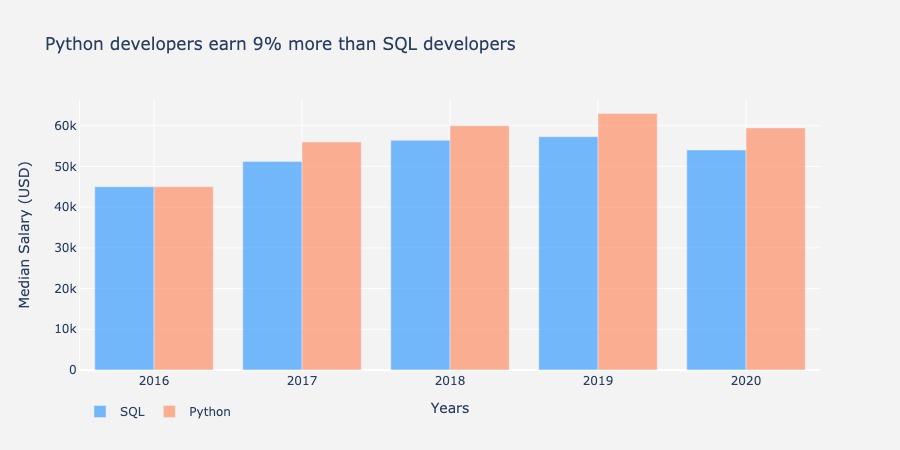 Python developers earn 9% more than SQL developers
Median Salary (USD)
60k
50k
40k
30k
20k
10k
0
2016 2017 2018 2019 2020
Years
SQL Python